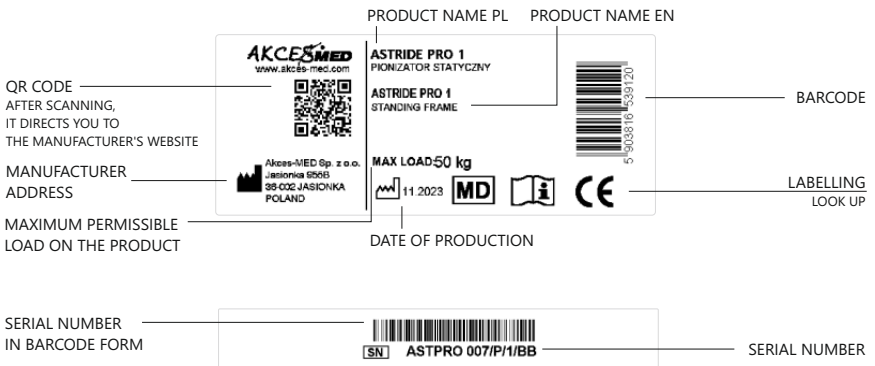 PRODUCT NAME PL
PRODUCT NAME EN
AKCESMED
www.akces-med.com
ASTRIDE PRO 1
PIONIZATOR STATYCZNY
ASTRIDE PRO 1
STANDING FRAME
QR CODE
AFTER SCANNING,
IT DIRECTS YOU TO
THE MANUFACTURER'S WEBSITE
5 903816 539120
BARCODE
MANUFACTURER
ADDRESS
Akces-MED Sp. z o.o.
Jasionka 955B
36-002 JASIONKA
POLAND
MAX LOAD:50 kg
11.2023
MD
i
CE
LABELLING
LOOK UP
MAXIMUM PERMISSIBLE
LOAD ON THE PRODUCT
DATE OF PRODUCTION
SERIAL NUMBER
IN BARCODE FORM
SN ASTPRO 007/P/1/BB
SERIAL NUMBER